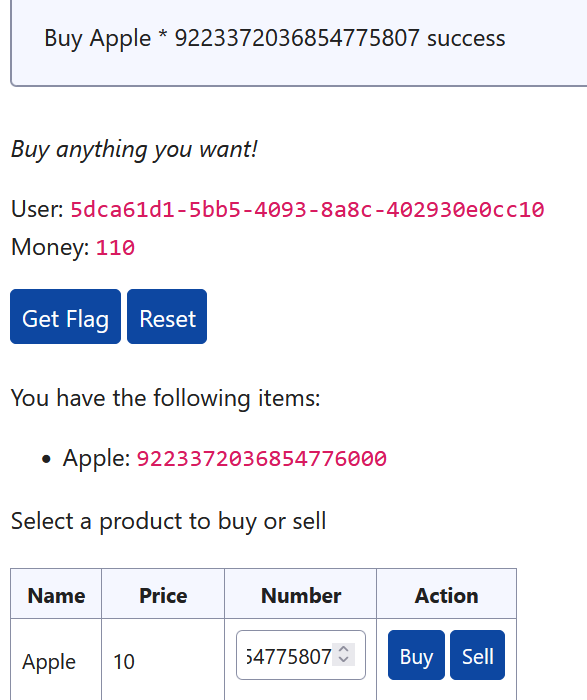 Buy Apple * 9223372036854775807 success
Buy anything you want!
User: 5dca61d1-5bb5-4093-8a8c-402930e0cc10
Money: 110
Get Flag Reset
You have the following items:
• Apple: 9223372036854776000
Select a product to buy or sell
Name Price Number Action
Apple 10 54775807 Buy Sell